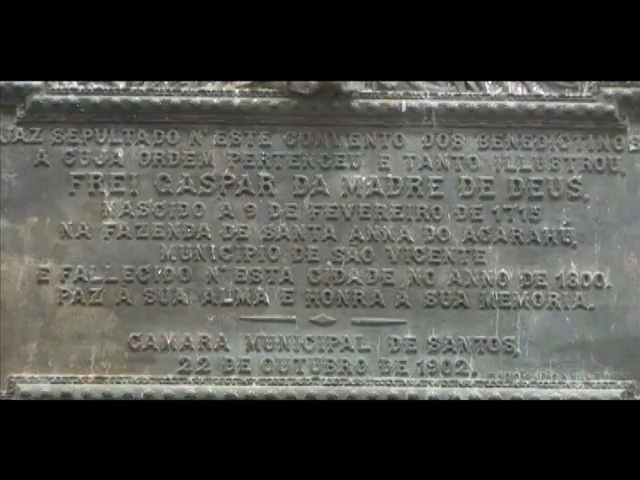 JAZ SEPULTADO N'ESTE CONVENTO DOS BENEDICTINOS
A CUJA ORDEM PERTENCEU E TANTO ILLUSTROU,
FREI GASPAR DA MADRE DE DEUS,
NASCIDO A 9 DE FEVEREIRO DE 1715
NA FAZENDA DE SANTA ANNA DO ACARAHÚ,
MUNICIPIO DE SÃO VICENTE
E FALLECIDO N'ESTA CIDADE NO ANNO DE 1800.
PAZ A SUA ALMA E HONRA A SUA MEMORIA.
CAMARA MUNICIPAL DE SANTOS,
22 DE OUTUBRO DE 1902.